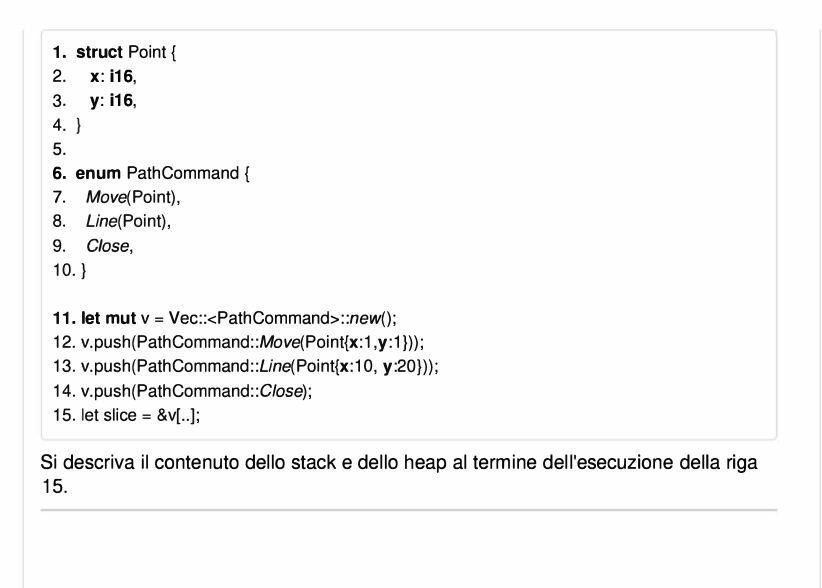 1. struct Point {
2. x: i16,
3. y: i16,
4. }
5.
6. enum PathCommand {
7. Move(Point),
8. Line(Point),
9. Close,
10. }
11. let mut v = Vec::<PathCommand>::new();
12. v.push(PathCommand::Move(Point{x:1,y:1}));
13. v.push(PathCommand::Line(Point{x:10, y:20}));
14. v.push(PathCommand::Close);
15. let slice = &v[..];
Si descriva il contenuto dello stack e dello heap al termine dell'esecuzione della riga
15.